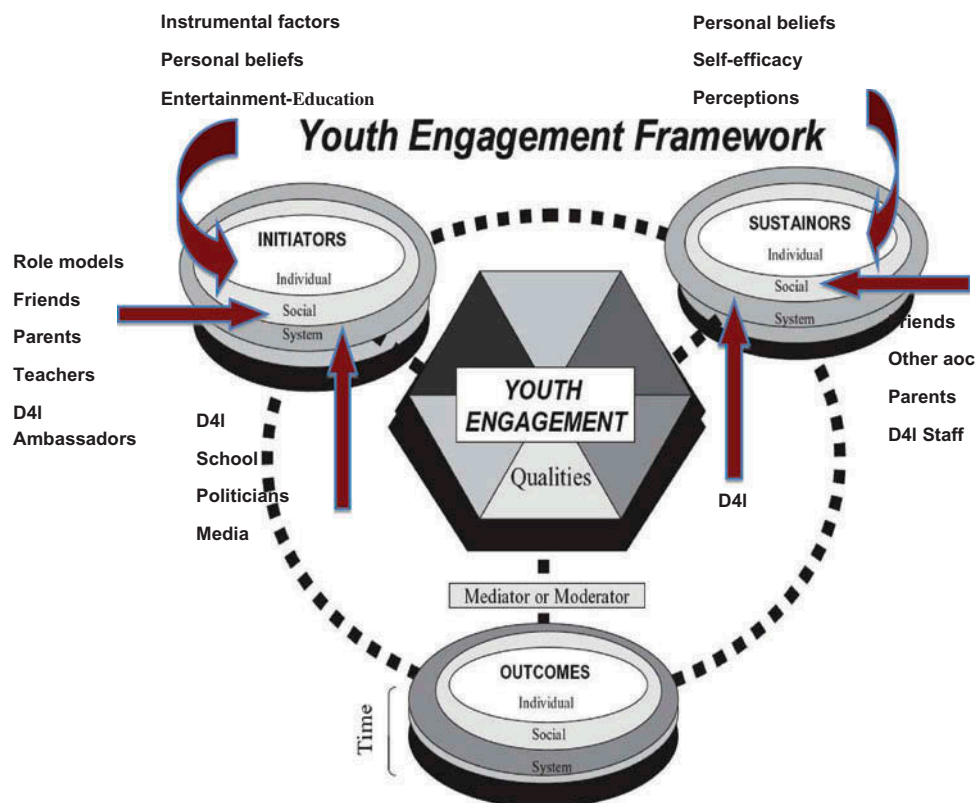 Instrumental factors
Personal beliefs
Entertainment-Education
Personal beliefs
Self-efficacy
Perceptions
Youth Engagement Framework
INITIATORS
Individual
Social
System
SUSTAINORS
Individual
Social
System
Role models
Friends
Parents
Teachers
D4I
Ambassadors
D4I
School
Politicians
Media
YOUTH
ENGAGEMENT
Qualities
D4I
Friends
Other aoc
Parents
D4I Staff
Mediator or Moderator
OUTCOMES
Individual
Social
System
Time